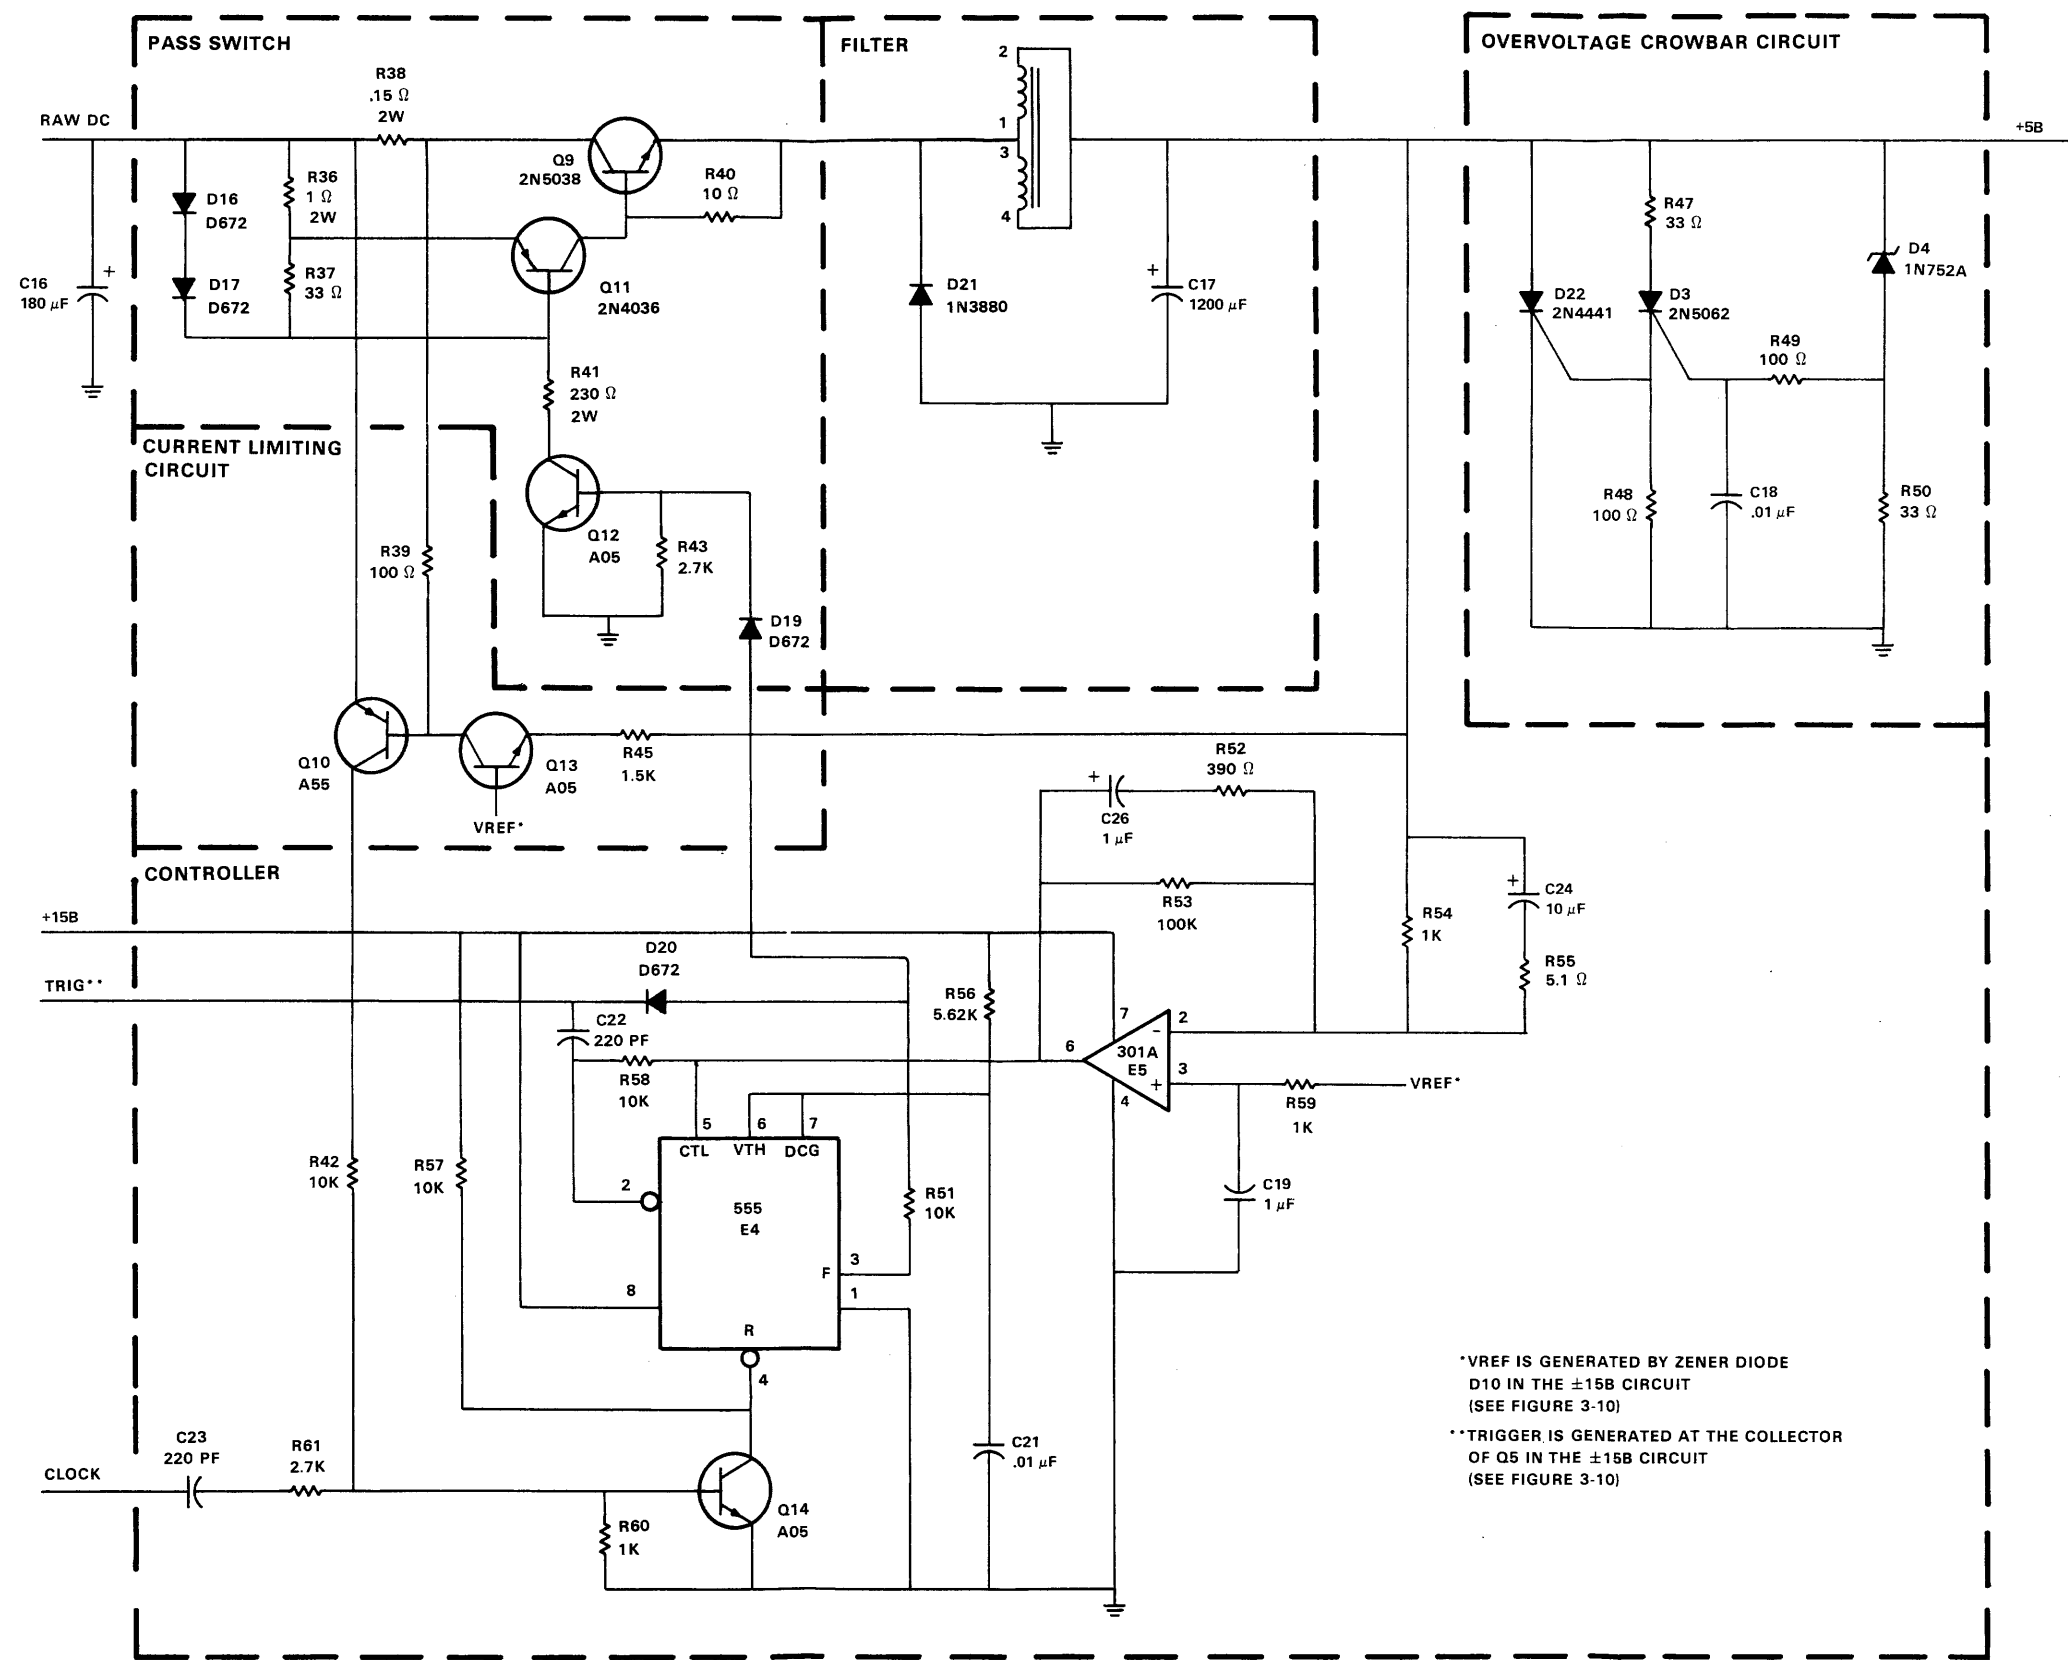 PASS SWITCH
FILTER
OVERVOLTAGE CROWBAR CIRCUIT
RAW DC
+5B
R38
.15 Ω
2W
R36
1 Ω
2W
D16
D672
D17
D672
R37
33 Ω
C16
180 µF
+
Q9
2N5038
R40
10 Ω
Q11
2N4036
R41
230 Ω
2W
2
1
3
4
D21
1N3880
+
C17
1200 µF
R47
33 Ω
D4
1N752A
D22
2N4441
D3
2N5062
R49
100 Ω
R48
100 Ω
C18
.01 µF
R50
33 Ω
CURRENT LIMITING
CIRCUIT
R39
100 Ω
Q12
A05
R43
2.7K
D19
D672
Q10
A55
Q13
A05
R45
1.5K
VREF*
R52
390 Ω
+
C26
1 µF
R53
100K
R54
1K
+
C24
10 µF
R55
5.1 Ω
CONTROLLER
+15B
TRIG**
D20
D672
C22
220 PF
R58
10K
R56
5.62K
7
2
-
6
301A
E5
+
3
4
VREF*
R59
1K
C19
1 µF
R42
10K
R57
10K
5
6
7
CTL
VTH
DCG
2
555
E4
8
F
3
1
R
4
R51
10K
C21
.01 µF
CLOCK
C23
220 PF
R61
2.7K
R60
1K
Q14
A05
*VREF IS GENERATED BY ZENER DIODE
D10 IN THE ±15B CIRCUIT
(SEE FIGURE 3-10)
**TRIGGER IS GENERATED AT THE COLLECTOR
OF Q5 IN THE ±15B CIRCUIT
(SEE FIGURE 3-10)